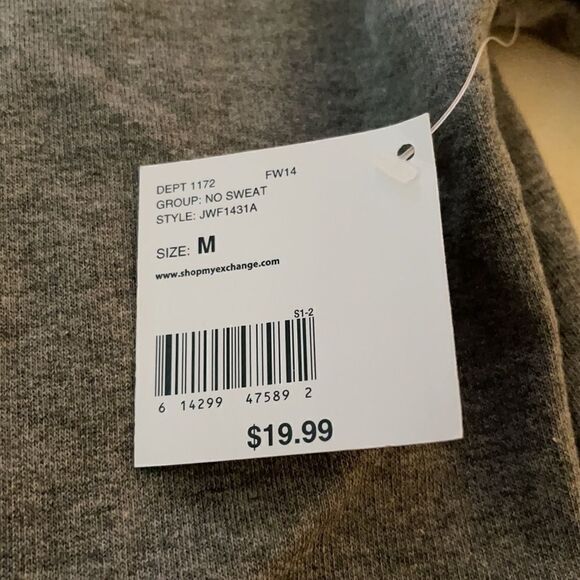 DEPT 1172 FW14
GROUP: NO SWEAT
STYLE: JWF1431A
SIZE: M
www.shopmyexchange.com
S1-2
6 14299 47589 2
$19.99